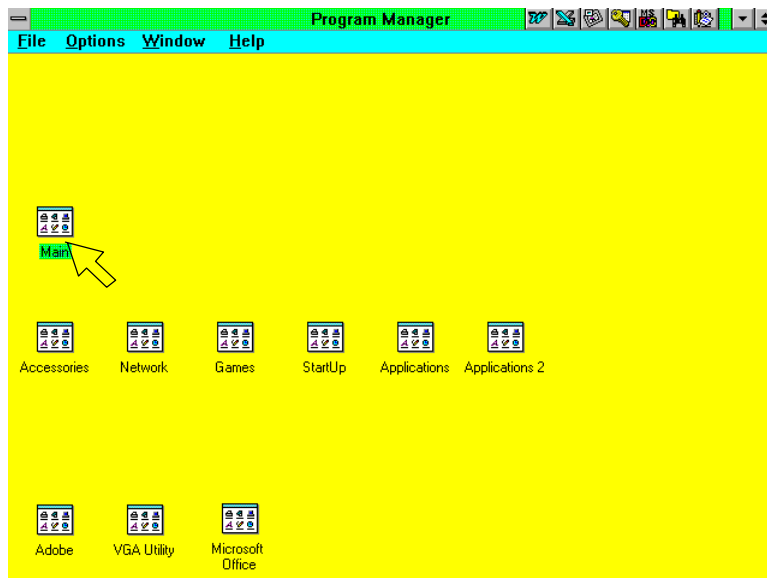 Program Manager
MS
File Options Window Help
Main
Accessories Network Games StartUp Applications Applications 2
Adobe VGA Utility Microsoft
Office